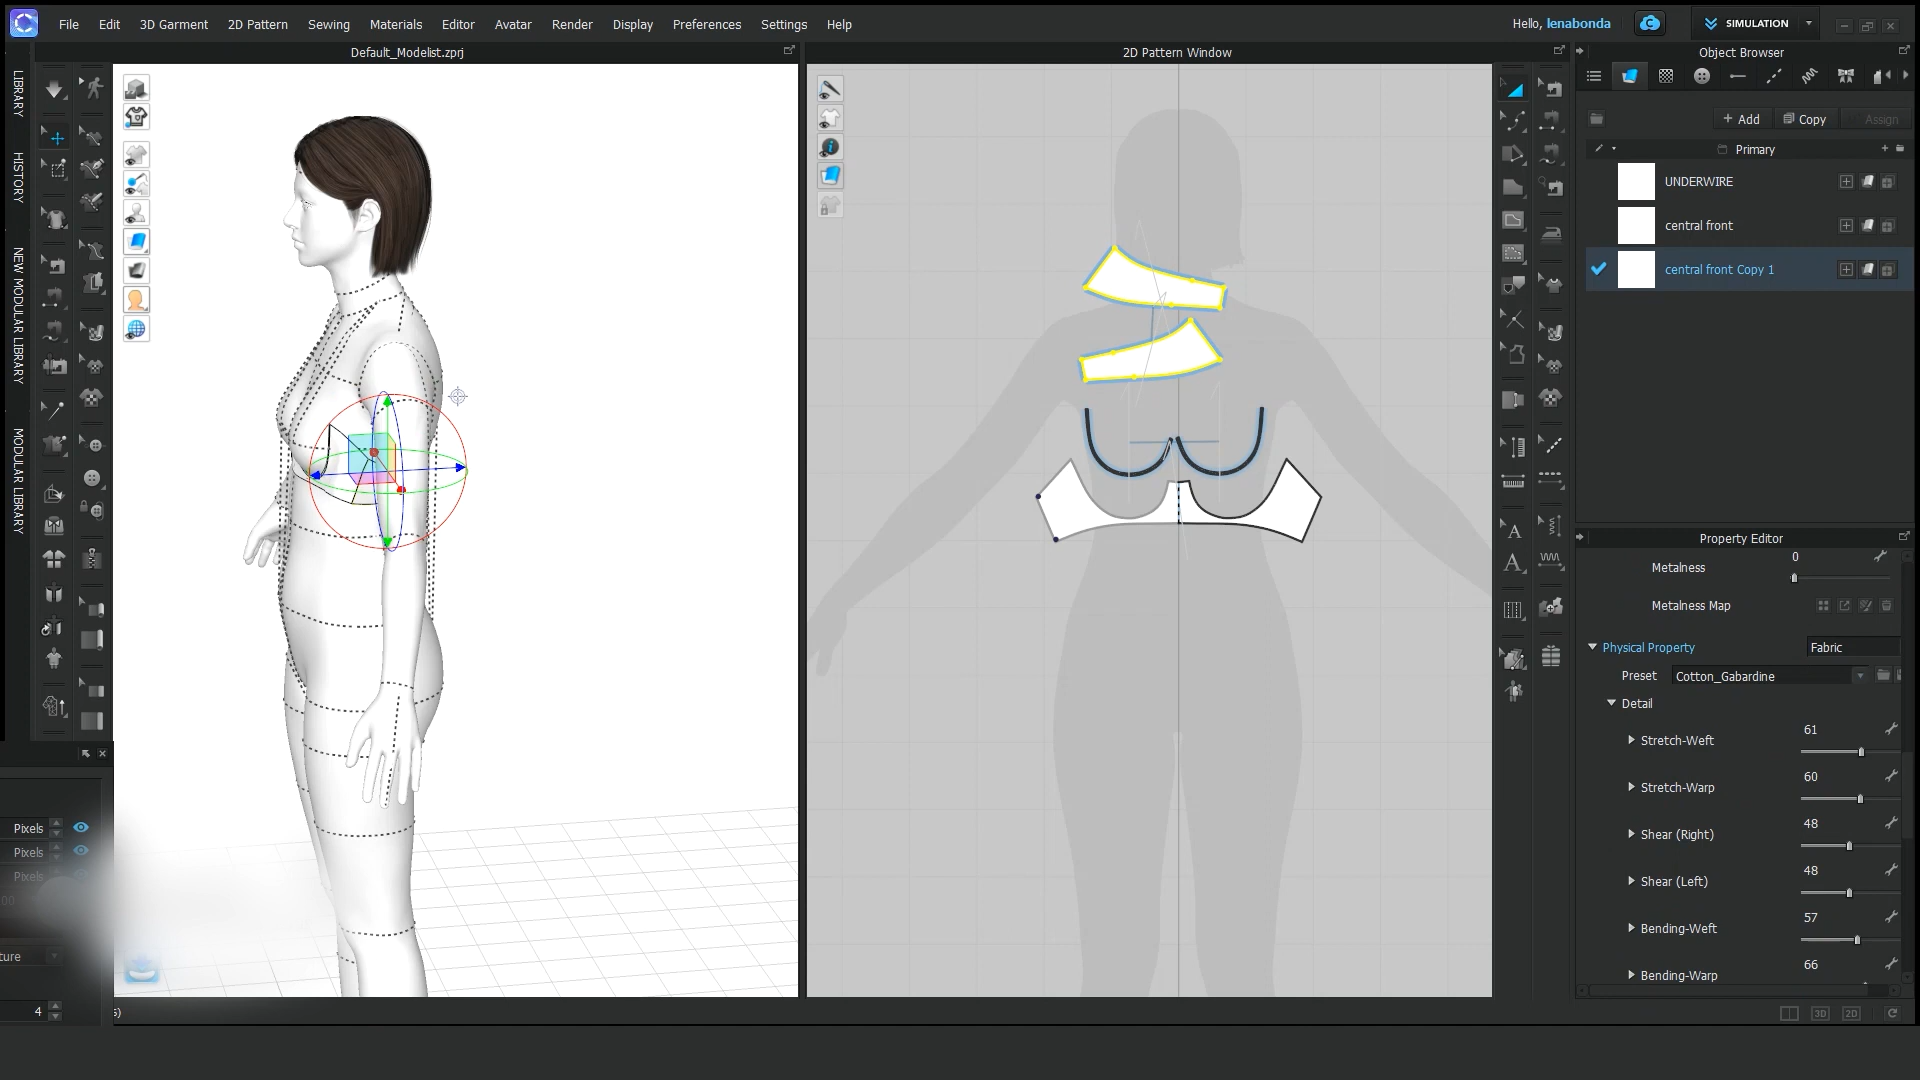 File Edit 3D Garment 2D Pattern Sewing Materials Editor Avatar Render Display Preferences Settings Help
Hello, lenabonda
SIMULATION
Default_Modelist.zprj
2D Pattern Window
Object Browser
LIBRARY
HISTORY
NEW MODULAR LIBRARY
MODULAR LIBRARY
+ Add
Copy
Assign
Primary
UNDERWIRE
central front
central front Copy 1
Property Editor
Metalness
0
Metalness Map
Physical Property
Fabric
Preset
Cotton_Gabardine
Detail
Stretch-Weft
61
Stretch-Warp
60
Shear (Right)
48
Shear (Left)
48
Bending-Weft
57
Bending-Warp
66
Pixels
Pixels
Pixels
00
ture
4
3D
2D